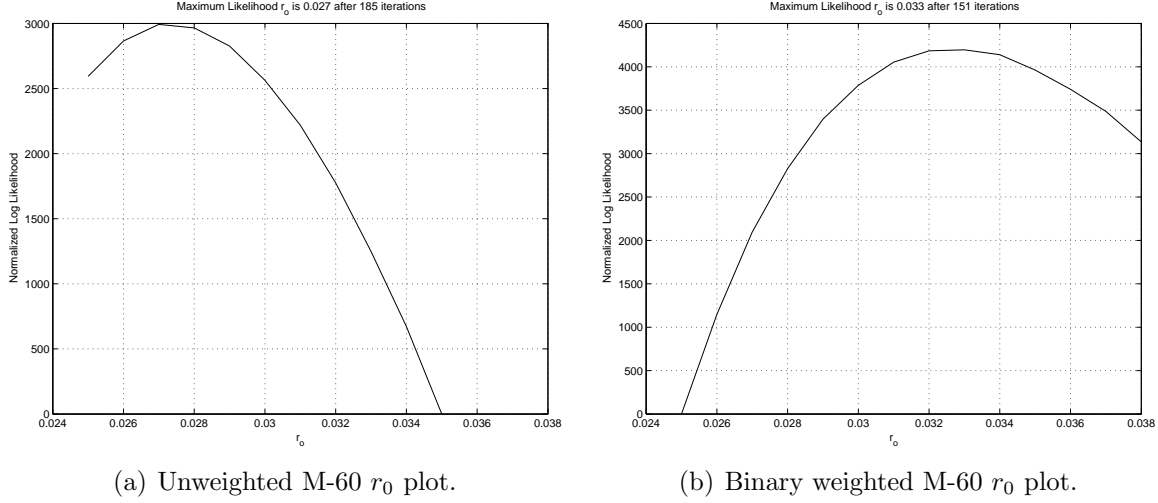 Maximum Likelihood r_o is 0.027 after 185 iterations
3000
2500
2000
1500
1000
500
0
Normalized Log Likelihood
0.024 0.026 0.028 0.03 0.032 0.034 0.036 0.038
r_o
(a) Unweighted M-60 r_0 plot.
Maximum Likelihood r_o is 0.033 after 151 iterations
4500
4000
3500
3000
2500
2000
1500
1000
500
0
Normalized Log Likelihood
0.024 0.026 0.028 0.03 0.032 0.034 0.036 0.038
r_o
(b) Binary weighted M-60 r_0 plot.